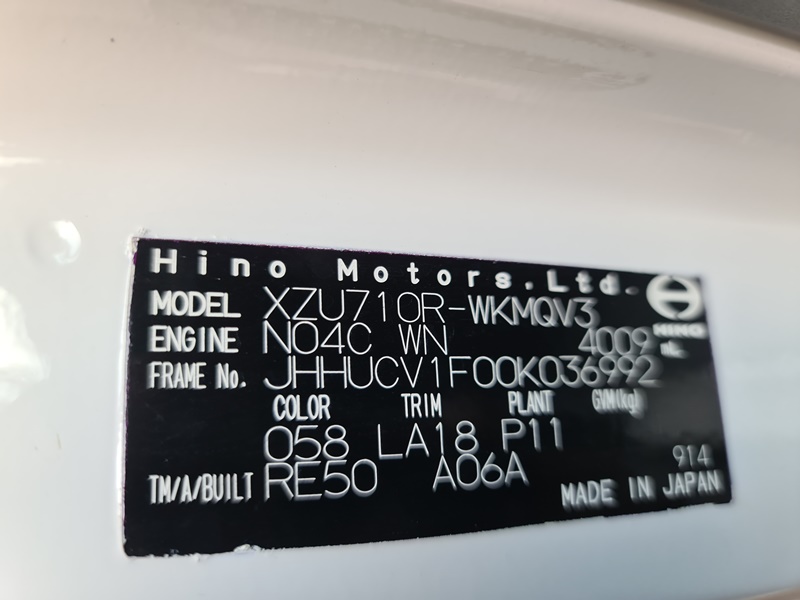 Hino Motors,Ltd.
HINO
MODEL XZU710R-WKMQV3
ENGINE N04C WN 4009
FRAME No. JHHUCV1F00K036992
COLOR TRIM PLANT GVM(kg)
058 LA18 P11
TM/A/BUILT RE50 A06A 914
MADE IN JAPAN